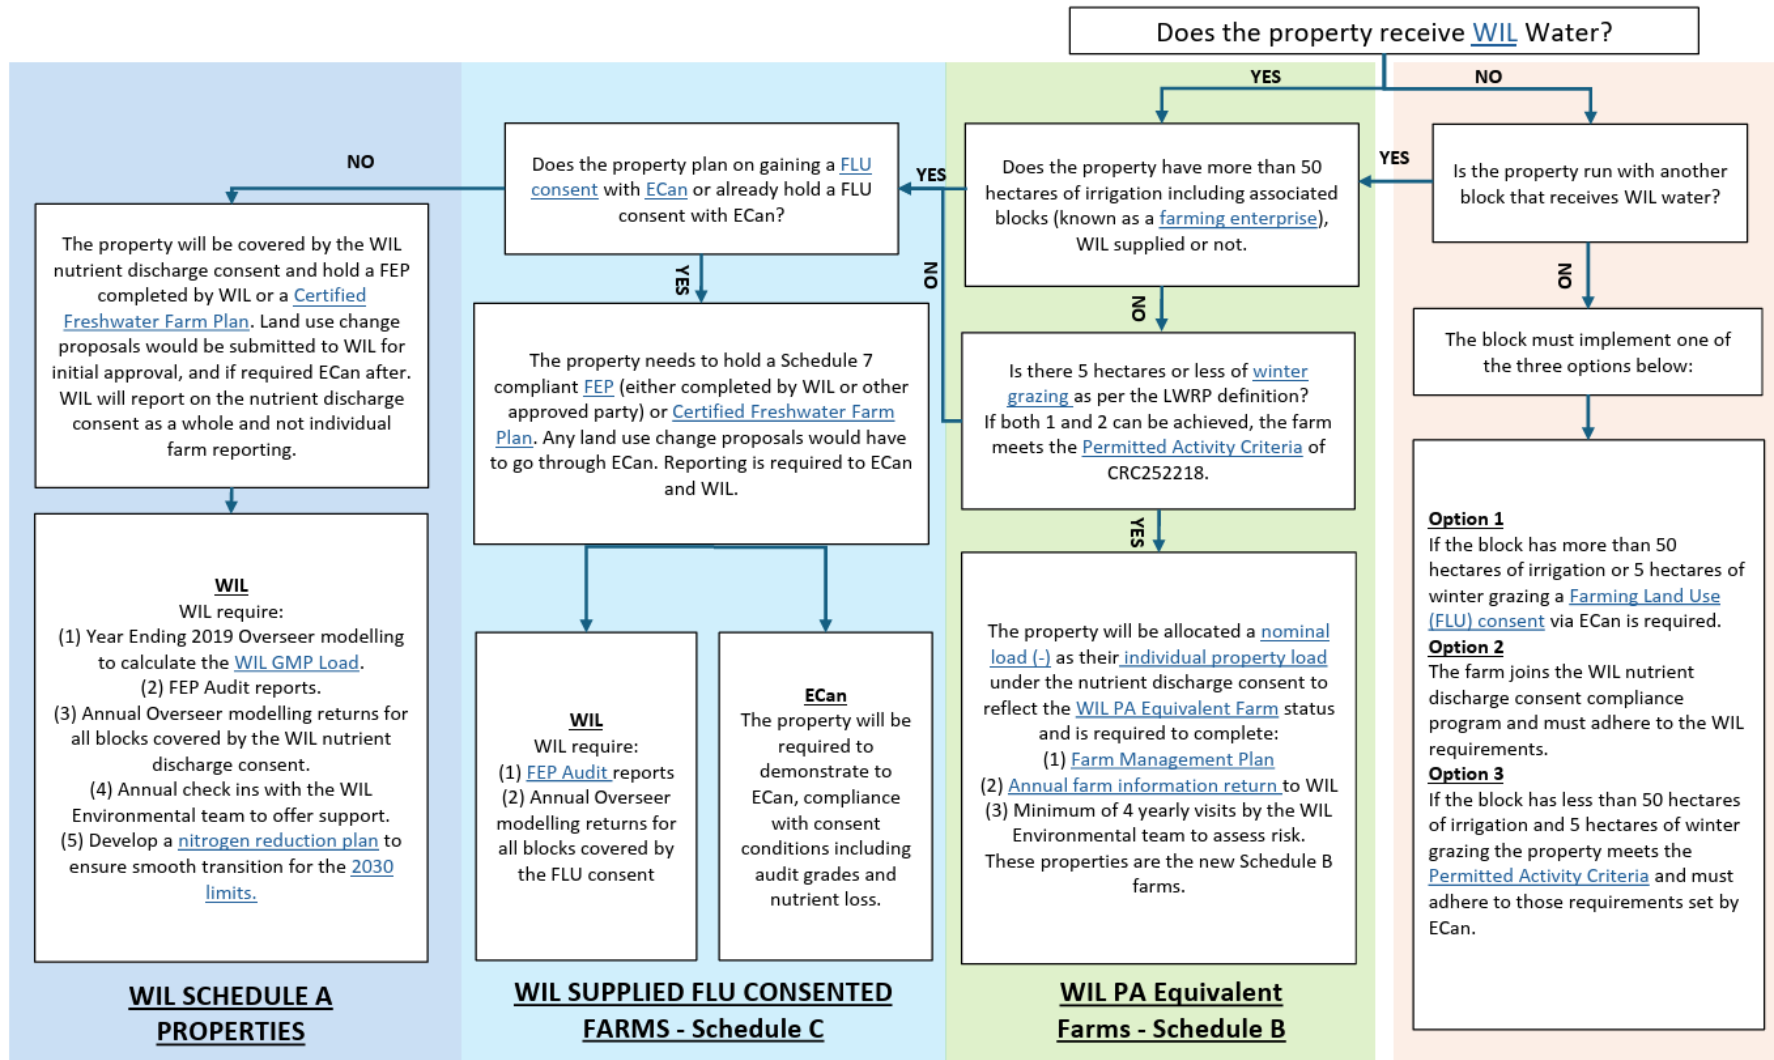 Does the property receive WIL Water?
YES
NO
NO
Does the property plan on gaining a FLU
consent with ECan or already hold a FLU
consent with ECan?
YES
Does the property have more than 50
hectares of irrigation including associated
blocks (known as a farming enterprise),
WIL supplied or not.
YES
Is the property run with another
block that receives WIL water?
The property will be covered by the WIL
nutrient discharge consent and hold a FEP
completed by WIL or a Certified
Freshwater Farm Plan. Land use change
proposals would be submitted to WIL for
initial approval, and if required ECan after.
WIL will report on the nutrient discharge
consent as a whole and not individual
farm reporting.
YES
NO
NO
NO
The property needs to hold a Schedule 7
compliant FEP (either completed by WIL or other
approved party) or Certified Freshwater Farm
Plan. Any land use change proposals would have
to go through ECan. Reporting is required to ECan
and WIL.
Is there 5 hectares or less of winter
grazing as per the LWRP definition?
If both 1 and 2 can be achieved, the farm
meets the Permitted Activity Criteria of
CRC252218.
The block must implement one of
the three options below:
YES
WIL
WIL require:
(1) Year Ending 2019 Overseer modelling
to calculate the WIL GMP Load.
(2) FEP Audit reports.
(3) Annual Overseer modelling returns for
all blocks covered by the WIL nutrient
discharge consent.
(4) Annual check ins with the WIL
Environmental team to offer support.
(5) Develop a nitrogen reduction plan to
ensure smooth transition for the 2030
limits.
WIL
WIL require:
(1) FEP Audit reports
(2) Annual Overseer
modelling returns for
all blocks covered by
the FLU consent
ECan
The property will be
required to
demonstrate to
ECan, compliance
with consent
conditions including
audit grades and
nutrient loss.
The property will be allocated a nominal
load (-) as their individual property load
under the nutrient discharge consent to
reflect the WIL PA Equivalent Farm status
and is required to complete:
(1) Farm Management Plan
(2) Annual farm information return to WIL
(3) Minimum of 4 yearly visits by the WIL
Environmental team to assess risk.
These properties are the new Schedule B
farms.
Option 1
If the block has more than 50
hectares of irrigation or 5 hectares of
winter grazing a Farming Land Use
(FLU) consent via ECan is required.
Option 2
The farm joins the WIL nutrient
discharge consent compliance
program and must adhere to the WIL
requirements.
Option 3
If the block has less than 50 hectares
of irrigation and 5 hectares of winter
grazing the property meets the
Permitted Activity Criteria and must
adhere to those requirements set by
ECan.
WIL SCHEDULE A
PROPERTIES
WIL SUPPLIED FLU CONSENTED
FARMS - Schedule C
WIL PA Equivalent
Farms - Schedule B